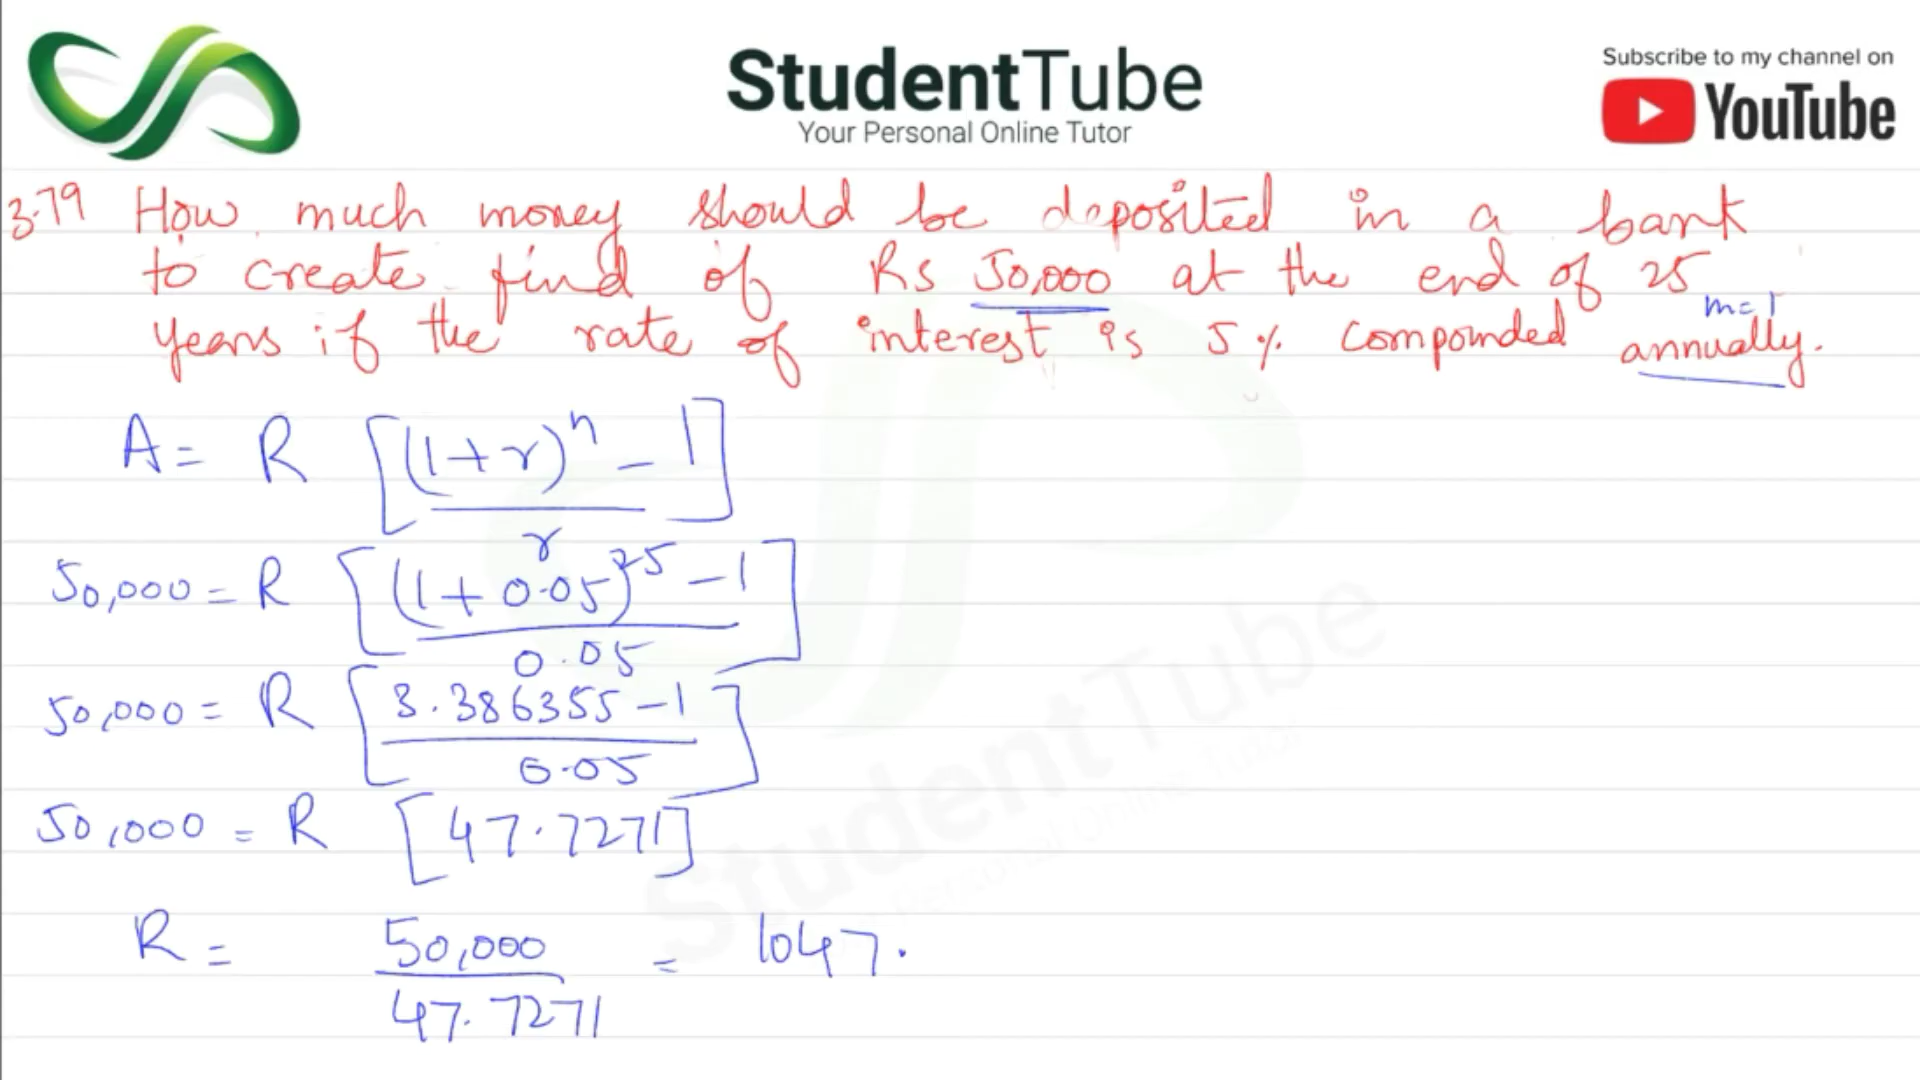 StudentTube
Your Personal Online Tutor
Subscribe to my channel on
YouTube
3.79 How much money should be deposited in a bank
to create find of Rs 50,000 at the end of 25
m=1
years if the rate of interest is 5% compounded annually.
A = R [(1+r)^n - 1]
r
50,000 = R [(1+0.05)^25 - 1]
0.05
50,000 = R [3.386355 - 1]
0.05
50,000 = R [47.7271]
R = 50,000 = 1047.
47.7271
StudentTube